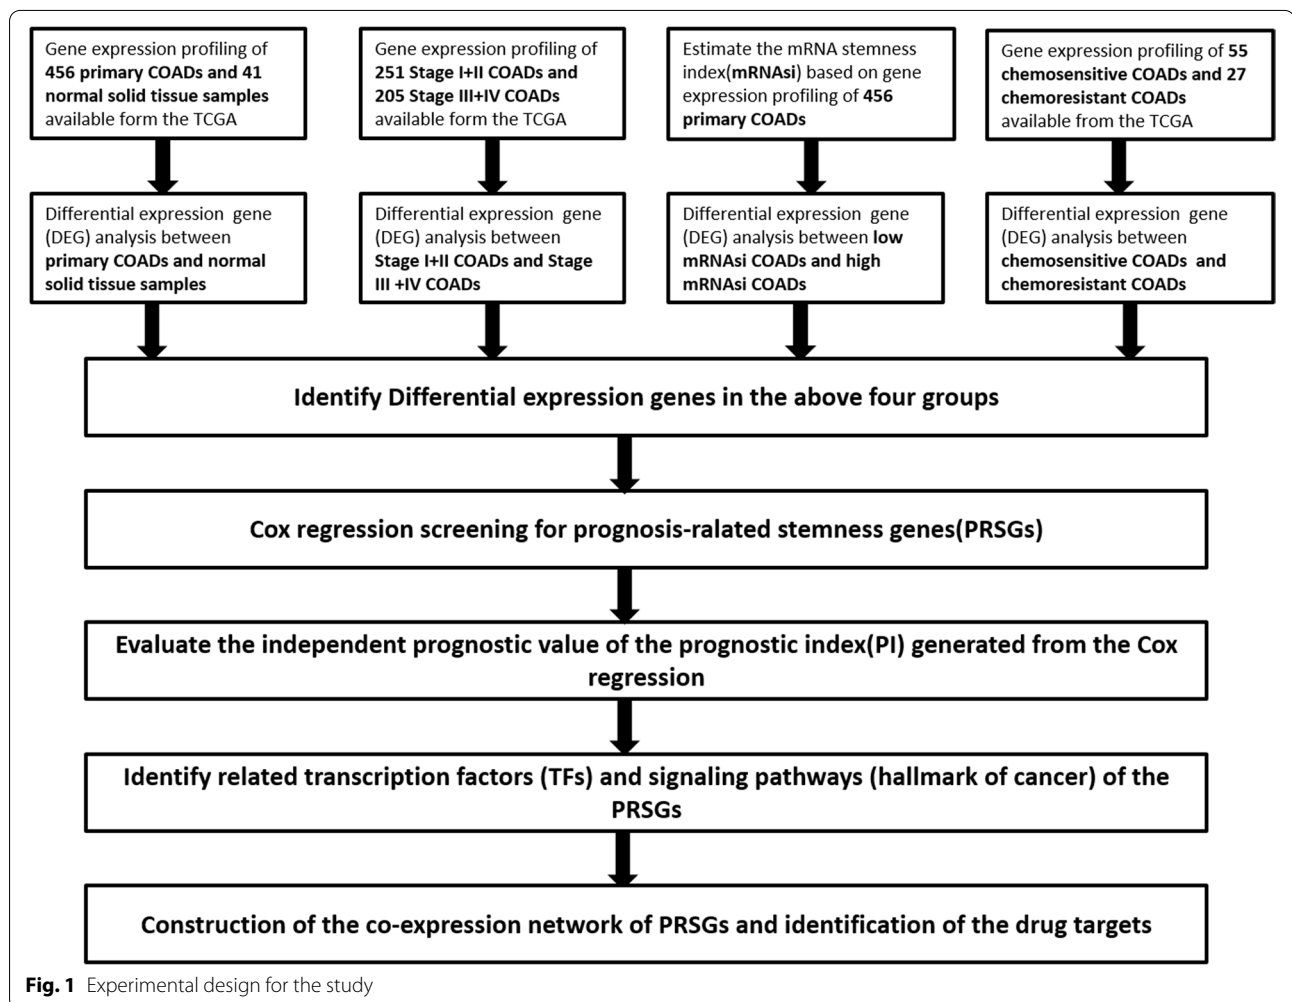 Gene expression profiling of
456 primary COADs and 41
normal solid tissue samples
available form the TCGA
Gene expression profiling of
251 Stage I+II COADs and
205 Stage III+IV COADs
available form the TCGA
Estimate the mRNA stemness
index(mRNAsi) based on gene
expression profiling of 456
primary COADs
Gene expression profiling of 55
chemosensitive COADs and 27
chemoresistant COADs
available from the TCGA
Differential expression gene
(DEG) analysis between
primary COADs and normal
solid tissue samples
Differential expression gene
(DEG) analysis between
Stage I+II COADs and Stage
III +IV COADs
Differential expression gene
(DEG) analysis between low
mRNAsi COADs and high
mRNAsi COADs
Differential expression gene
(DEG) analysis between
chemosensitive COADs and
chemoresistant COADs
Identify Differential expression genes in the above four groups
Cox regression screening for prognosis-ralated stemness genes(PRSGs)
Evaluate the independent prognostic value of the prognostic index(PI) generated from the Cox
regression
Identify related transcription factors (TFs) and signaling pathways (hallmark of cancer) of the
PRSGs
Construction of the co-expression network of PRSGs and identification of the drug targets
Fig. 1 Experimental design for the study